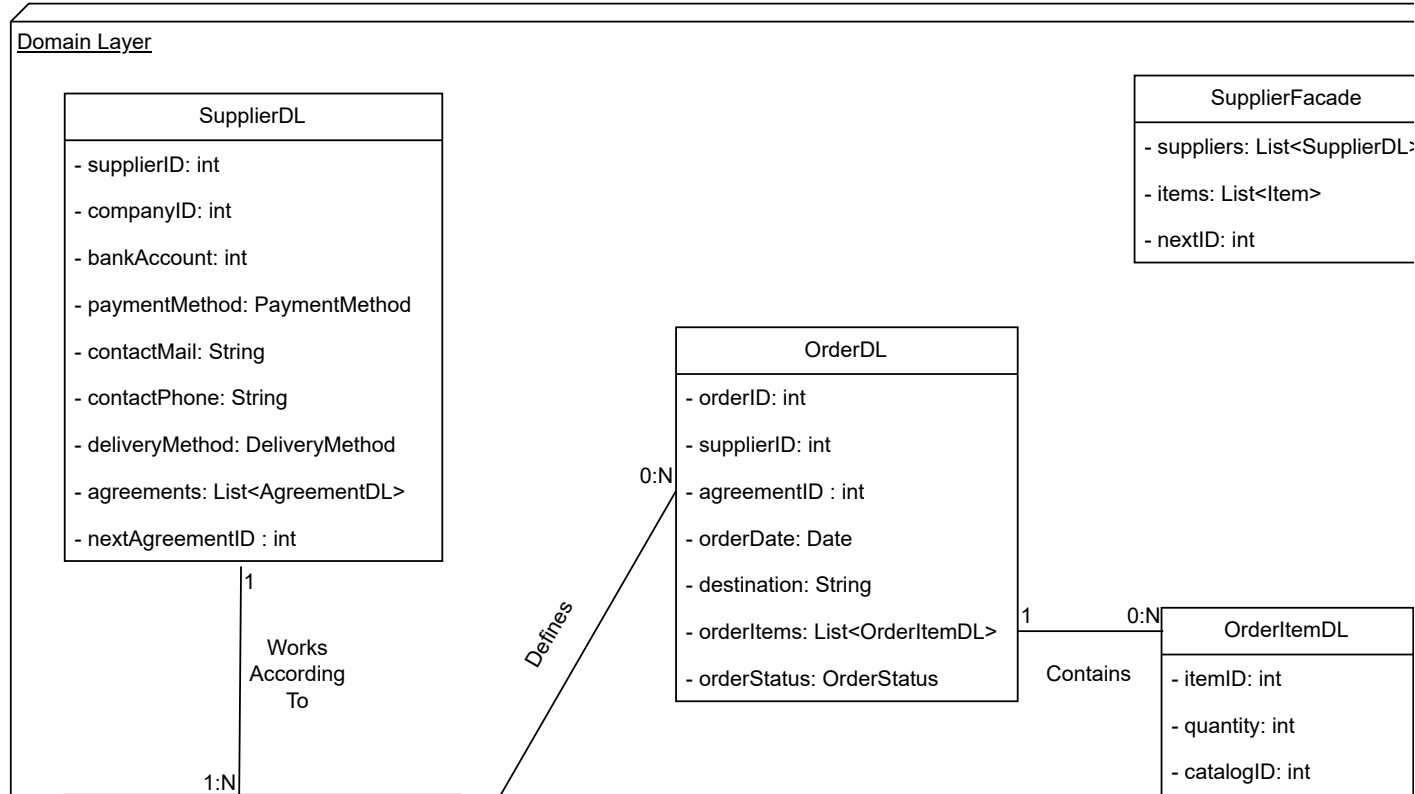 Domain Layer
SupplierDL
- supplierID: int
- companyID: int
- bankAccount: int
- paymentMethod: PaymentMethod
- contactMail: String
- contactPhone: String
- deliveryMethod: DeliveryMethod
- agreements: List<AgreementDL>
- nextAgreementID : int
1
Works
According
To
1:N
SupplierFacade
- suppliers: List<SupplierDL>
- items: List<Item>
- nextID: int
OrderDL
- orderID: int
- supplierID: int
- agreementID : int
- orderDate: Date
- destination: String
- orderItems: List<OrderItemDL>
- orderStatus: OrderStatus
0:N
Defines
1
0:N
Contains
OrderItemDL
- itemID: int
- quantity: int
- catalogID: int